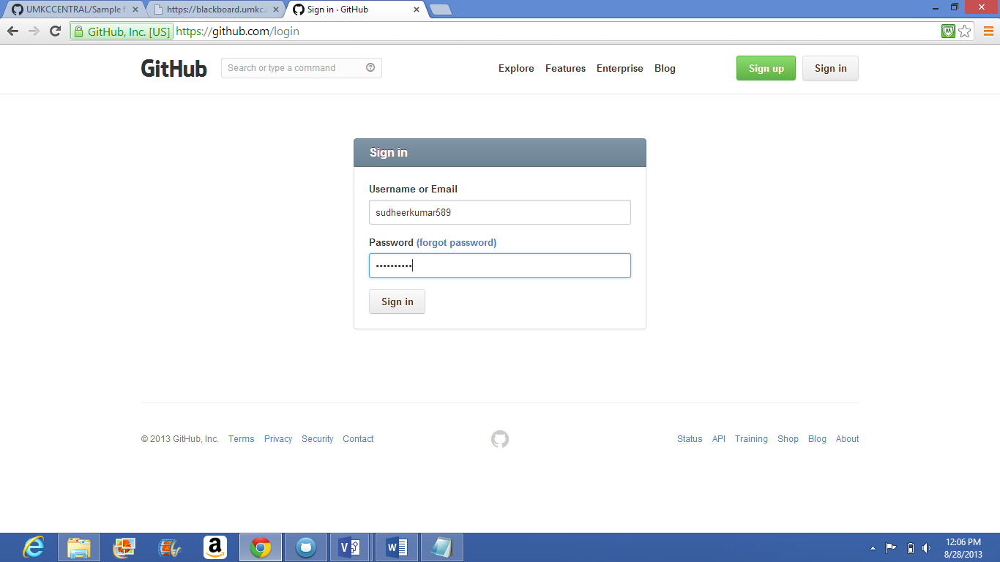 UMKCCENTRAL/Sample f
https://blackboard.umkc.
Sign in · GitHub
GitHub, Inc. [US] https://github.com/login
GitHub
Search or type a command
Explore Features Enterprise Blog
Sign up
Sign in
Sign in
Username or Email
sudheerkumar589
Password (forgot password)
••••••••••
Sign in
© 2013 GitHub, Inc. Terms Privacy Security Contact
Status API Training Shop Blog About
12:06 PM
8/28/2013